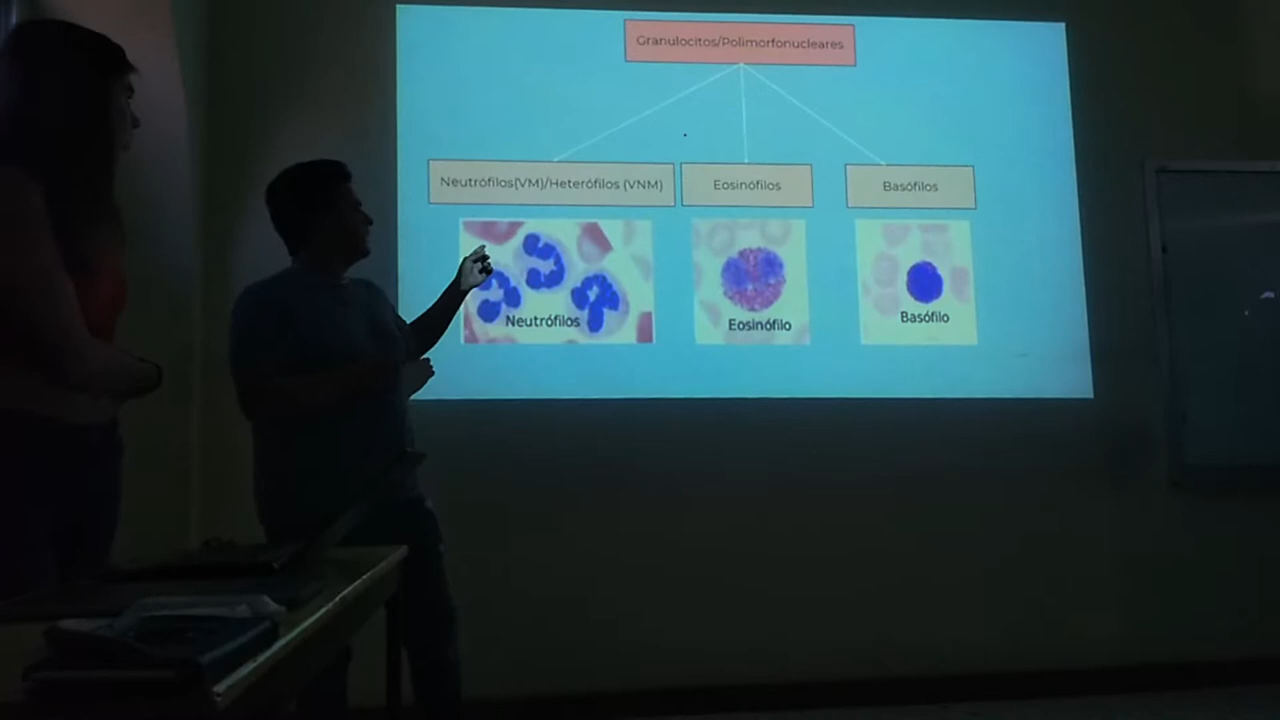 Granulocitos/Polimorfonucleares
Neutrófilos(VM)/Heterófilos (VNM)
Eosinófilos
Basófilos
Neutrófilos
Eosinófilo
Basófilo